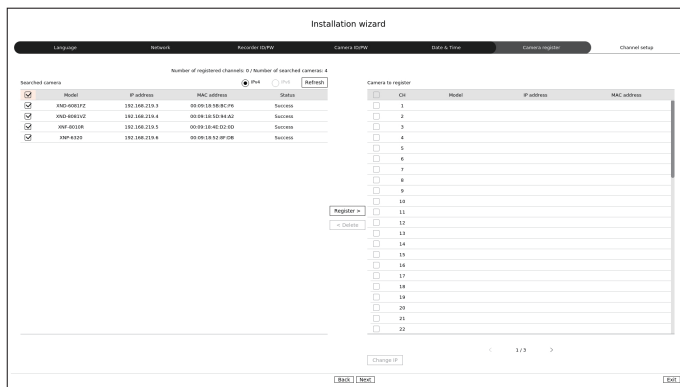 Installation wizard
Language Network Recorder ID/PW Camera ID/PW Date & Time Camera register Channel setup
Number of registered channels: 0 / Number of searched cameras: 4
Searched camera IPv4 IPv6 Refresh
Model IP address MAC address Status
XND-6081FZ 192.168.219.3 00:09:18:5B:BC:F6 Success
XND-8081VZ 192.168.219.4 00:09:18:5D:94:A2 Success
XNF-8010R 192.168.219.5 00:09:18:4E:D2:9D Success
XNP-6320 192.168.219.6 00:09:18:52:8F:DB Success
Register >
< Delete
Camera to register
CH Model IP address MAC address
1
2
3
4
5
6
7
8
9
10
11
12
13
14
15
16
17
18
19
20
21
22
< 1 / 3 >
Change IP
Back Next Exit